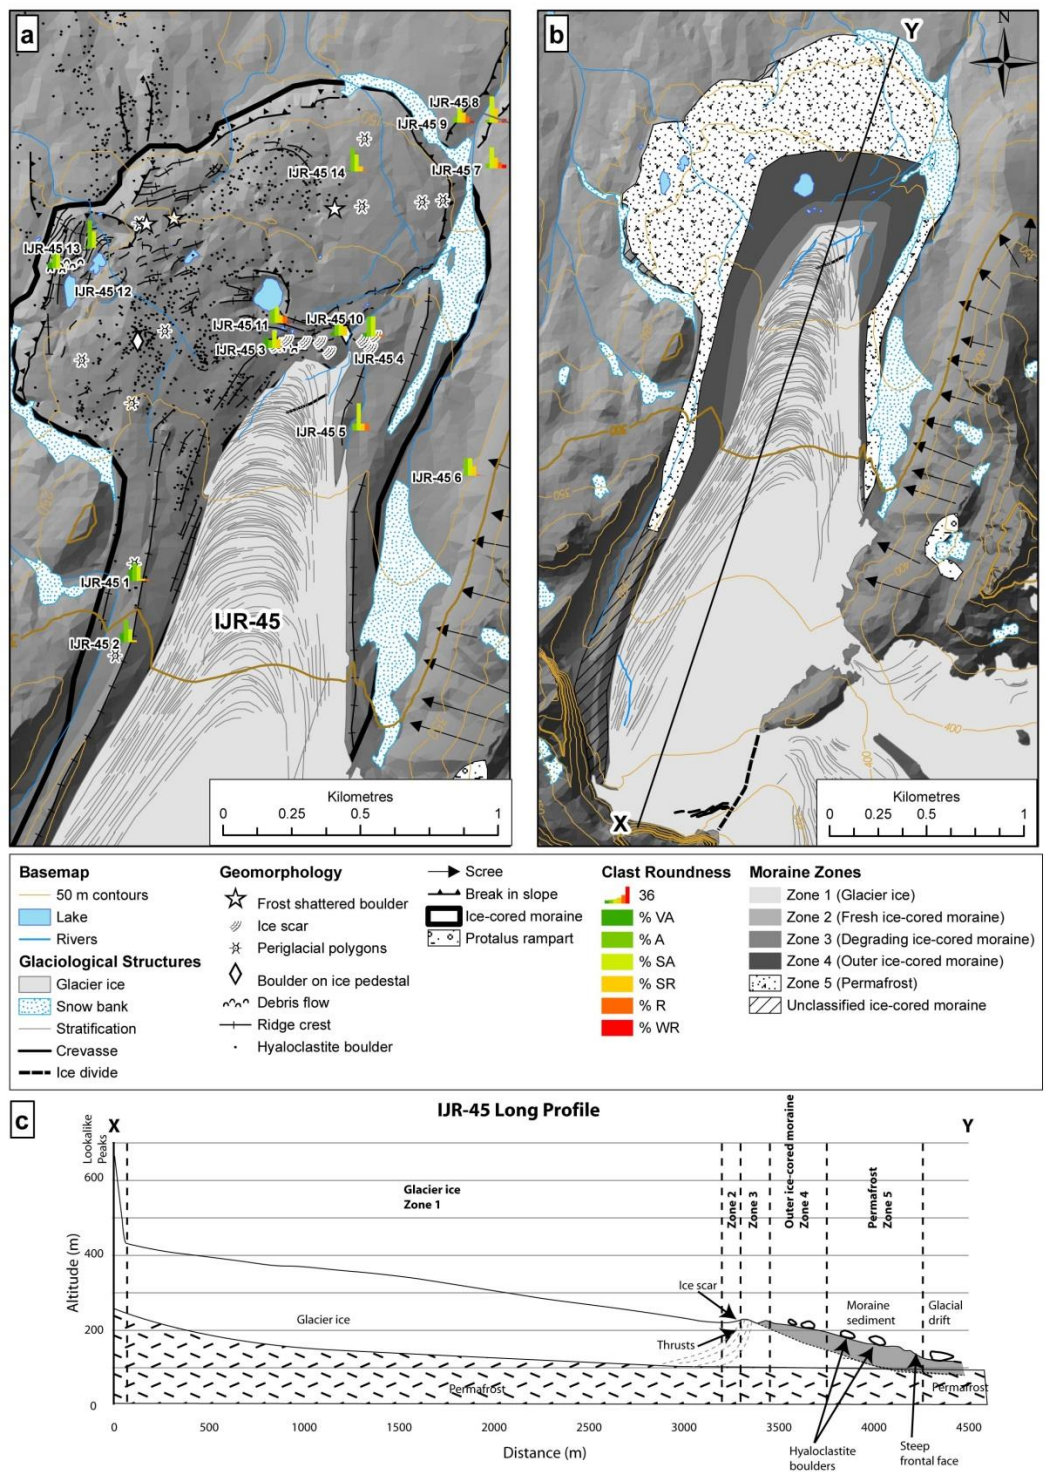 a
IJR-45 8
IJR-45 9
IJR-45 7
IJR-45 14
IJR-45 13
IJR-45 12
IJR-45 11
IJR-45 10
IJR-45 3
IJR-45 4
IJR-45 5
IJR-45 6
IJR-45 1
IJR-45 2
IJR-45
Kilometres
0 0.25 0.5 1
b
Y
N
300
350
400
400
400
X
Kilometres
0 0.25 0.5 1
Basemap
50 m contours
Lake
Rivers
Glaciological Structures
Glacier ice
Snow bank
Stratification
Crevasse
Ice divide
Geomorphology
Frost shattered boulder
Ice scar
Periglacial polygons
Boulder on ice pedestal
Debris flow
Ridge crest
Hyaloclastite boulder
Scree
Break in slope
Ice-cored moraine
Protalus rampart
Clast Roundness
36
% VA
% A
% SA
% SR
% R
% WR
Moraine Zones
Zone 1 (Glacier ice)
Zone 2 (Fresh ice-cored moraine)
Zone 3 (Degrading ice-cored moraine)
Zone 4 (Outer ice-cored moraine)
Zone 5 (Permafrost)
Unclassified ice-cored moraine
c
IJR-45 Long Profile
X
Y
Lookalike
Peaks
Glacier ice
Zone 1
Zone 2
Zone 3
Outer ice-cored moraine
Zone 4
Permafrost
Zone 5
Altitude (m)
600
400
200
0
Ice scar
Thrusts
Moraine
sediment
Glacial
drift
Glacier ice
Permafrost
Permafrost
0 500 1000 1500 2000 2500 3000 3500 4000 4500
Distance (m)
Hyaloclastite
boulders
Steep
frontal face